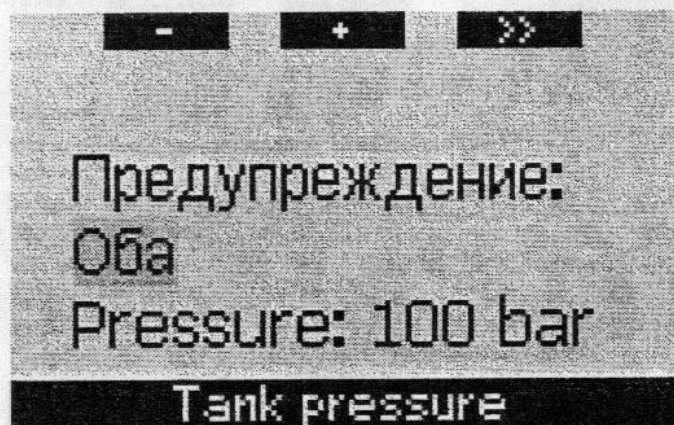 - + >>
Предупреждение:
Оба
Pressure: 100 bar
Tank pressure